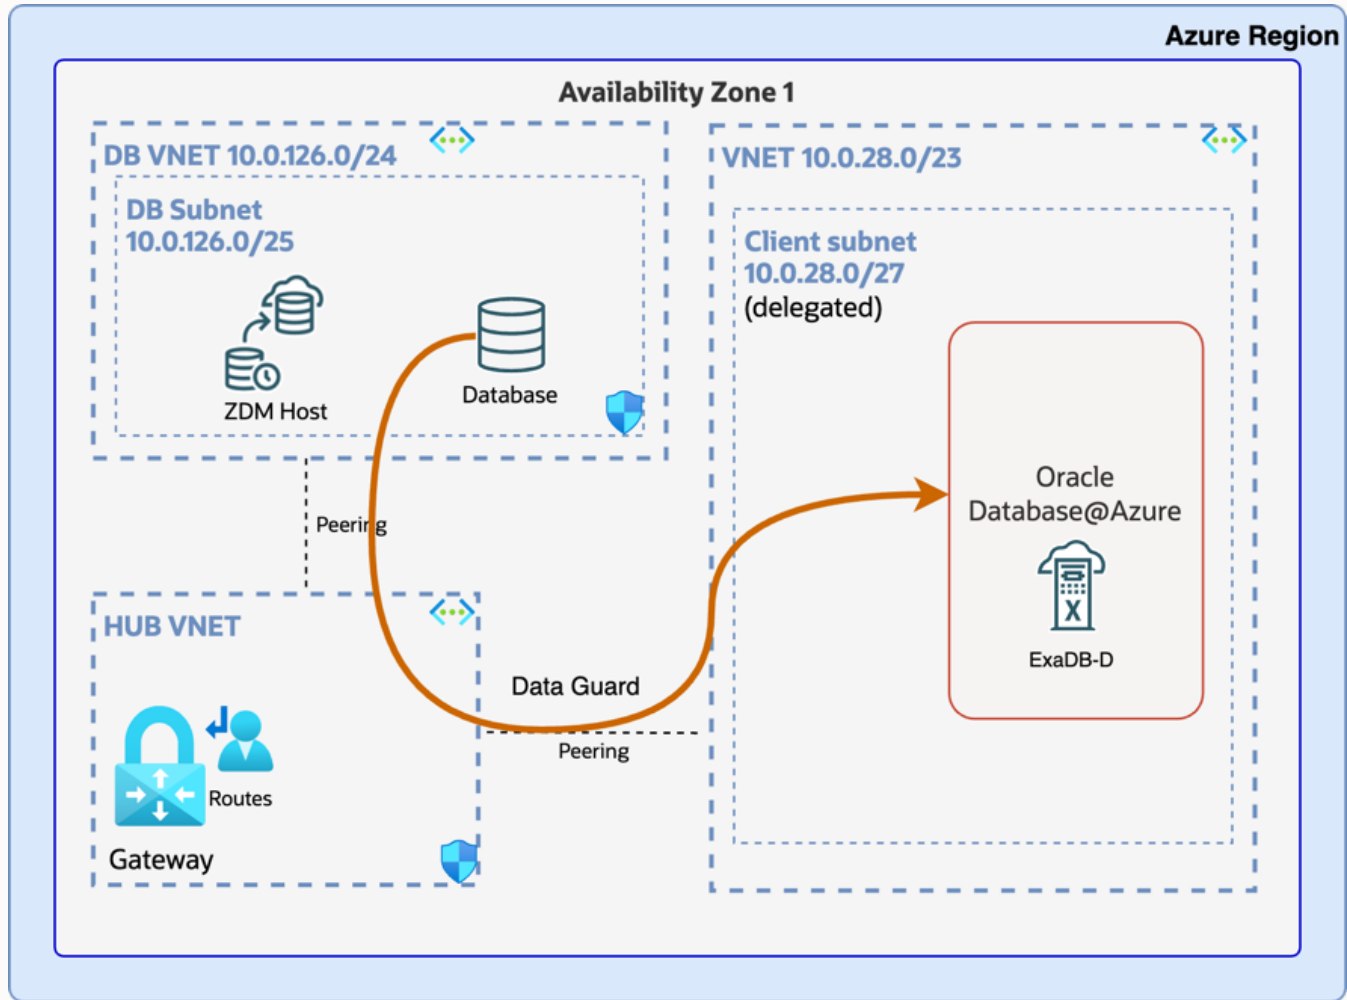 Azure Region
Availability Zone 1
DB VNET 10.0.126.0/24
DB Subnet
10.0.126.0/25
ZDM Host
Database
VNET 10.0.28.0/23
Client subnet
10.0.28.0/27
(delegated)
Oracle
Database@Azure
X
ExaDB-D
Peering
HUB VNET
Routes
Gateway
Data Guard
Peering